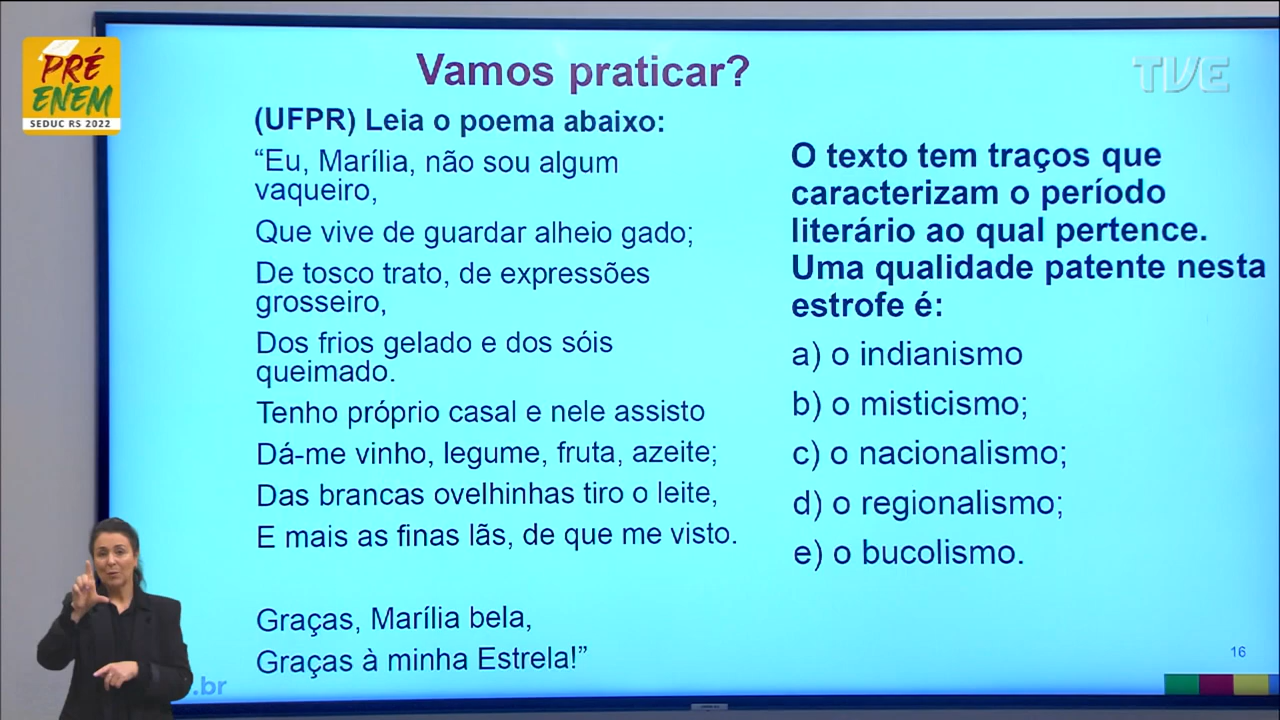 PRÉ
ENEM
SEDUC RS 2022
TVE
Vamos praticar?
(UFPR) Leia o poema abaixo:
“Eu, Marília, não sou algum
vaqueiro,
Que vive de guardar alheio gado;
De tosco trato, de expressões
grosseiro,
Dos frios gelado e dos sóis
queimado.
Tenho próprio casal e nele assisto
Dá-me vinho, legume, fruta, azeite;
Das brancas ovelhinhas tiro o leite,
E mais as finas lãs, de que me visto.
Graças, Marília bela,
Graças à minha Estrela!”
O texto tem traços que
caracterizam o período
literário ao qual pertence.
Uma qualidade patente nesta
estrofe é:
a) o indianismo
b) o misticismo;
c) o nacionalismo;
d) o regionalismo;
e) o bucolismo.
16
.br